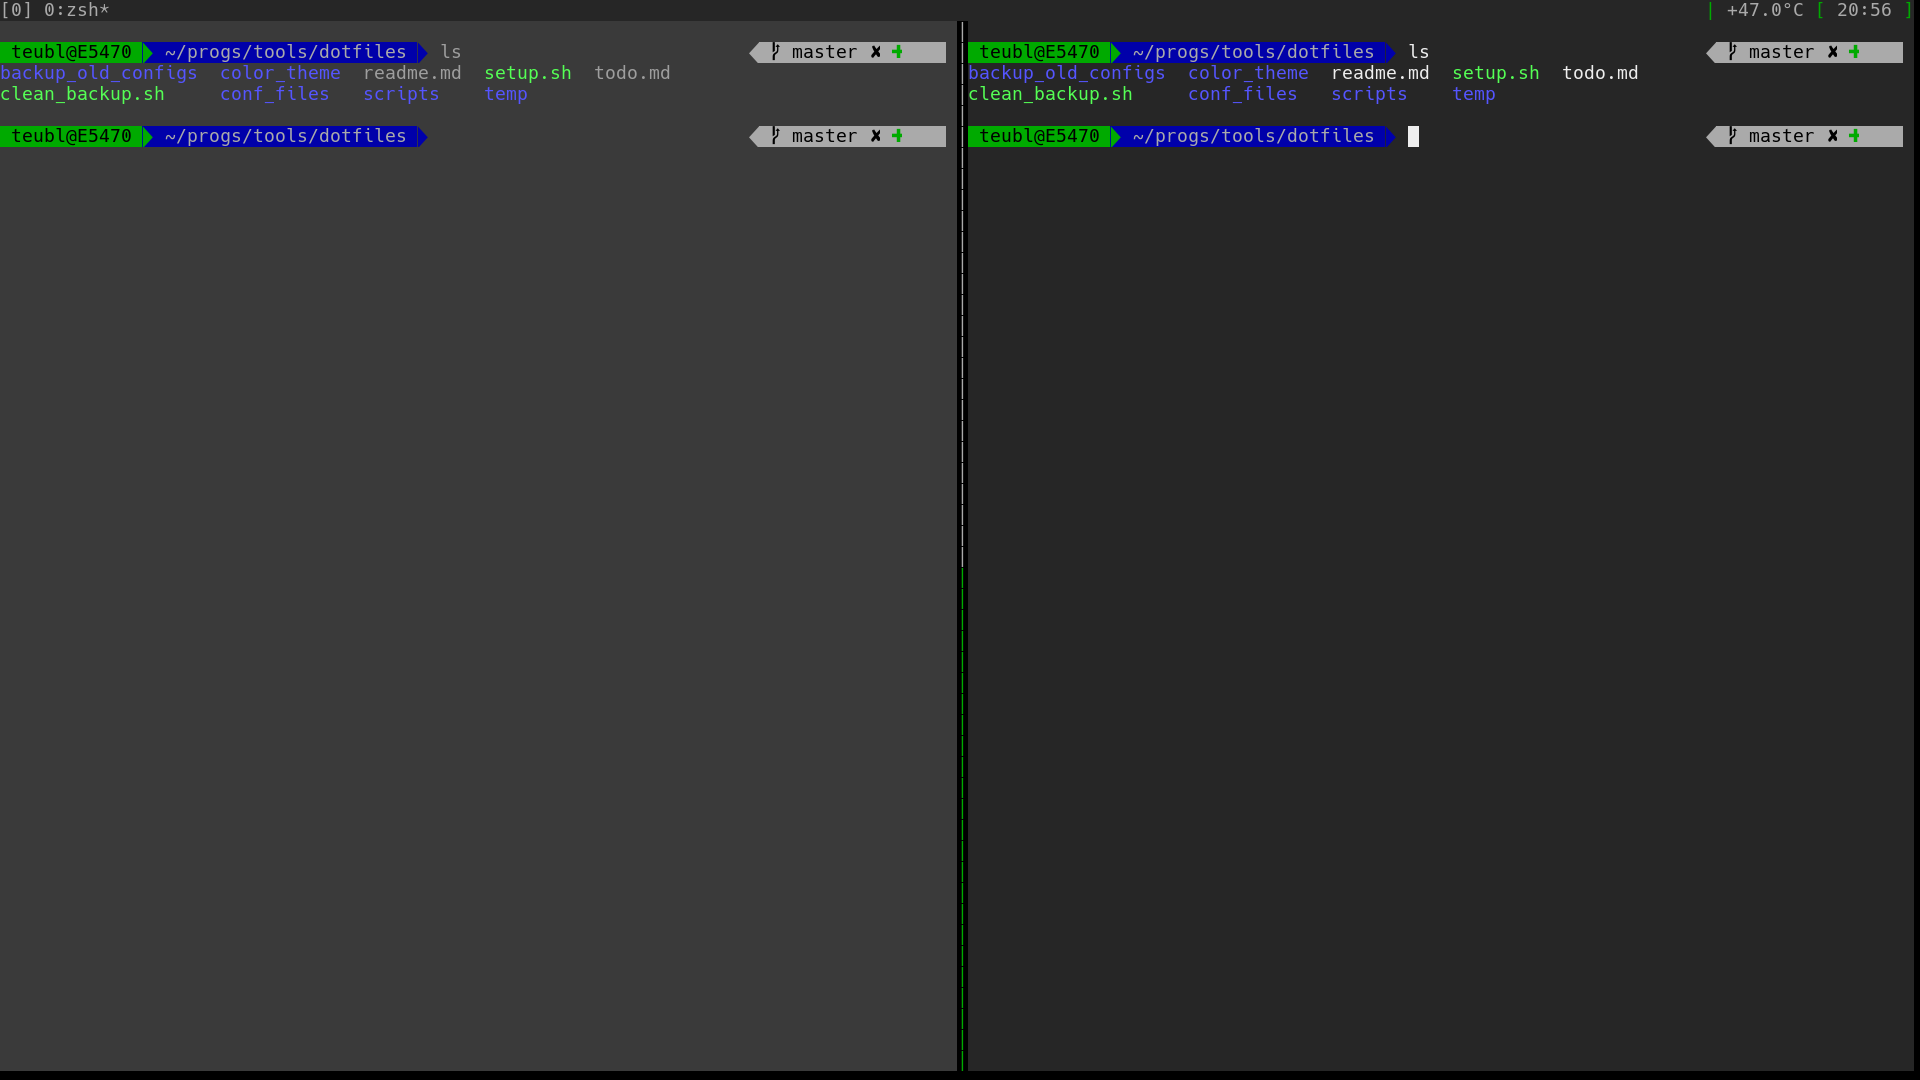 [0] 0:zsh*
| +47.0°C [ 20:56 ]
teubl@E5470 ~/progs/tools/dotfiles ls master ✘ ✚
backup_old_configs color_theme readme.md setup.sh todo.md
clean_backup.sh conf_files scripts temp
teubl@E5470 ~/progs/tools/dotfiles master ✘ ✚
teubl@E5470 ~/progs/tools/dotfiles ls master ✘ ✚
backup_old_configs color_theme readme.md setup.sh todo.md
clean_backup.sh conf_files scripts temp
teubl@E5470 ~/progs/tools/dotfiles master ✘ ✚